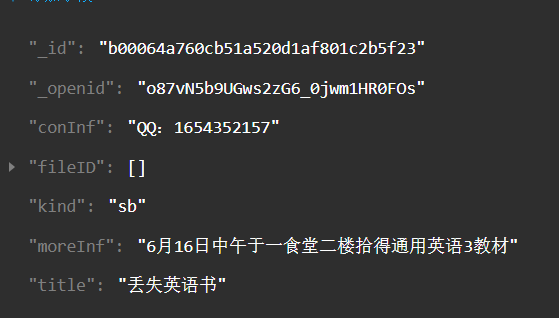 "_id": "b00064a760cb51a520d1af801c2b5f23"
"_openid": "o87vN5b9UGws2zG6_0jwm1HR0FOs"
"conInf": "QQ：1654352157"
"fileID": []
"kind": "sb"
"moreInf": "6月16日中午于一食堂二楼拾得通用英语3教材"
"title": "丢失英语书"